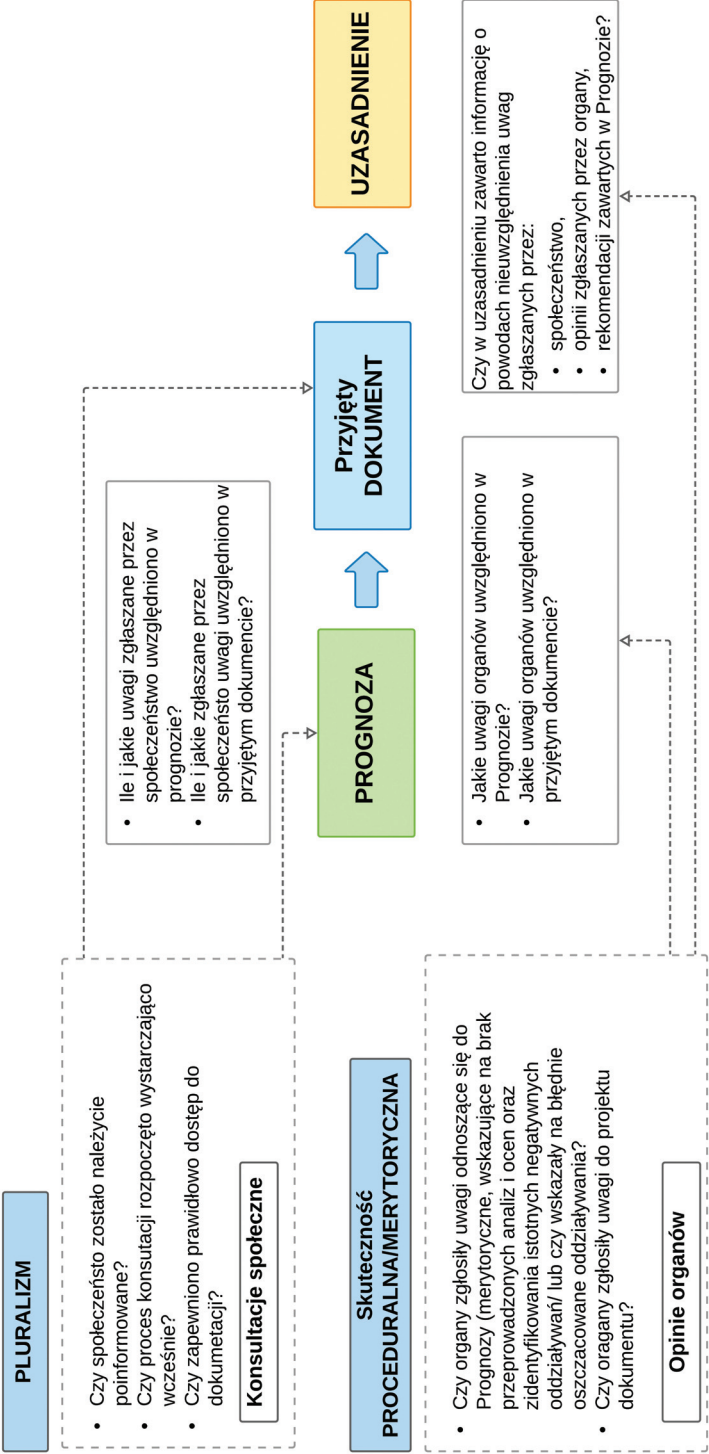 PLURALIZM
• Czy społeczeństo zostało należycie
poinformowane?
• Czy proces konsutacji rozpoczęto wystarczająco
wcześnie?
• Czy zapewniono prawidłowo dostęp do
dokumetacji?
Konsultacje społeczne
• Ile i jakie uwagi zgłaszane przez
społeczeństwo uwzględniono w
prognozie?
• Ile i jakie zgłaszane przez
społeczeństo uwagi uwzględniono w
przyjętym dokumencie?
Skuteczność
PROCEDURALNA/MERYTORYCZNA
PROGNOZA
Przyjęty
DOKUMENT
UZASADNIENIE
• Czy organy zgłosiły uwagi odnoszące się do
Prognozy (merytoryczne, wskazujące na brak
przeprowadzonych analiz i ocen oraz
zidentyfikowania istotnych negatywnych
oddziaływań/ lub czy wskazały na błędnie
oszczacowane oddziaływania?
• Czy oragany zgłosiły uwagi do projektu
dokumentu?
Opinie organów
• Jakie uwagi organów uwzględniono w
Prognozie?
• Jakie uwagi organów uwzględniono w
przyjętym dokumencie?
Czy w uzasadnieniu zawarto informację o
powodach nieuwzględnienia uwag
zgłaszanych przez:
• społeczeństwo,
• opinii zgłaszanych przez organy,
• rekomendacji zawartych w Prognozie?